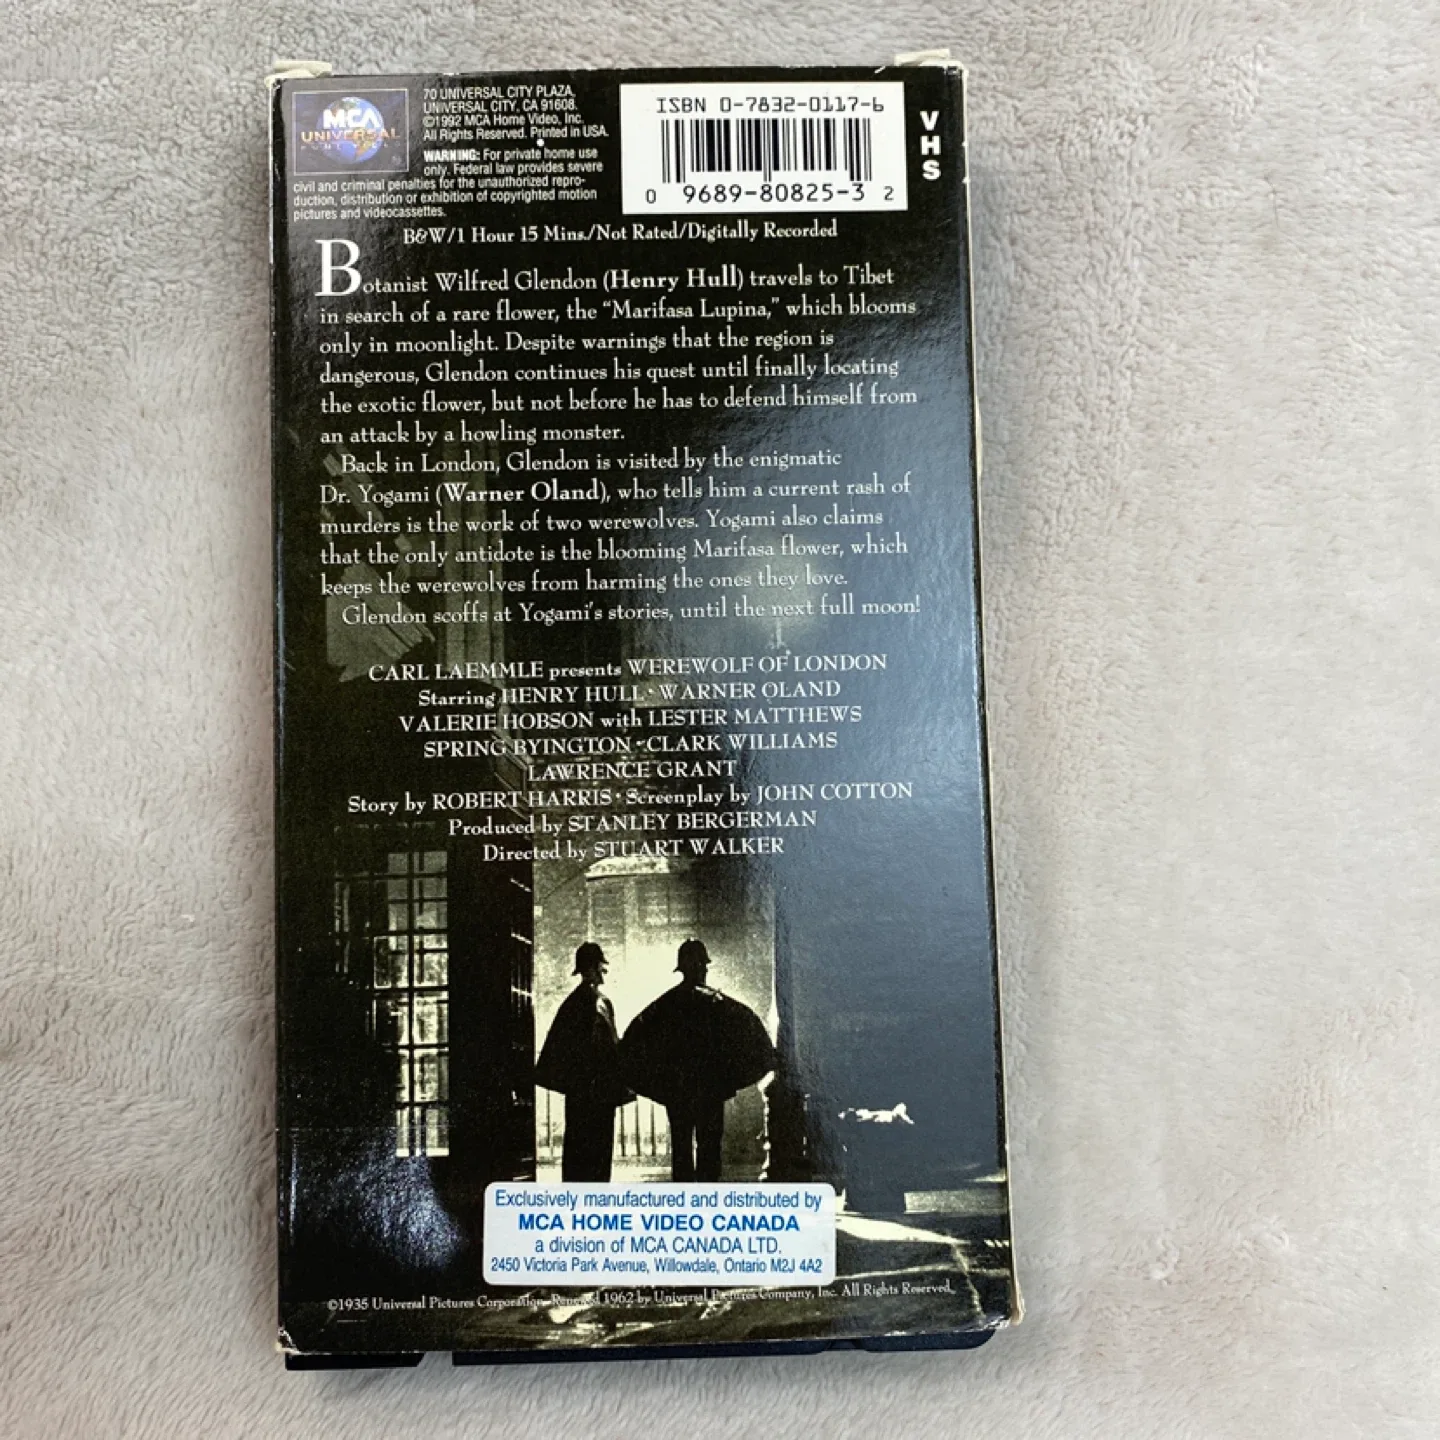 MCA
UNIVERSAL
70 UNIVERSAL CITY PLAZA,
UNIVERSAL CITY, CA 91608.
©1992 MCA Home Video, Inc.
All Rights Reserved. Printed in USA.
WARNING: For private home use
only. Federal law provides severe
civil and criminal penalties for the unauthorized repro-
duction, distribution or exhibition of copyrighted motion
pictures and videocassettes.
ISBN 0-7832-0117-6
0 9689-80825-3 2
VHS
B&W/1 Hour 15 Mins./Not Rated/Digitally Recorded
Botanist Wilfred Glendon (Henry Hull) travels to Tibet
in search of a rare flower, the “Marifasa Lupina,” which blooms
only in moonlight. Despite warnings that the region is
dangerous, Glendon continues his quest until finally locating
the exotic flower, but not before he has to defend himself from
an attack by a howling monster.
Back in London, Glendon is visited by the enigmatic
Dr. Yogami (Warner Oland), who tells him a current rash of
murders is the work of two werewolves. Yogami also claims
that the only antidote is the blooming Marifasa flower, which
keeps the werewolves from harming the ones they love.
Glendon scoffs at Yogami's stories, until the next full moon!
CARL LAEMMLE presents WEREWOLF OF LONDON
Starring HENRY HULL • WARNER OLAND
VALERIE HOBSON with LESTER MATTHEWS
SPRING BYINGTON • CLARK WILLIAMS
LAWRENCE GRANT
Story by ROBERT HARRIS • Screenplay by JOHN COTTON
Produced by STANLEY BERGERMAN
Directed by STUART WALKER
Exclusively manufactured and distributed by
MCA HOME VIDEO CANADA
a division of MCA CANADA LTD.
2450 Victoria Park Avenue, Willowdale, Ontario M2J 4A2
©1935 Universal Pictures Corporation. Renewed 1962 by Universal Pictures Company, Inc. All Rights Reserved.